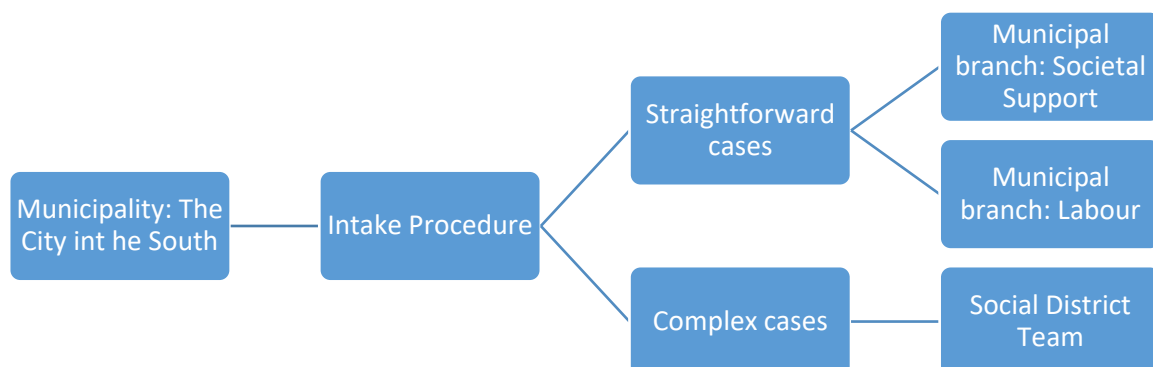 Municipality: The
City int he South
Intake Procedure
Straightforward
cases
Complex cases
Municipal
branch: Societal
Support
Municipal
branch: Labour
Social District
Team